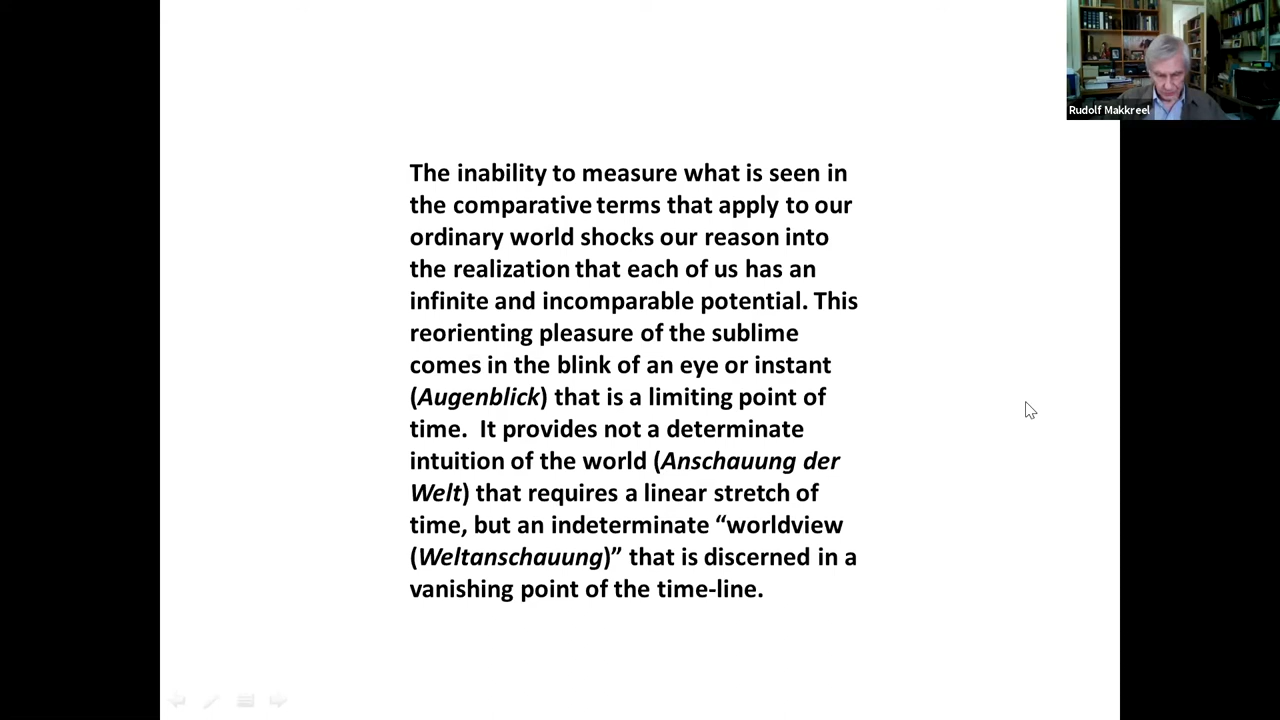 Rudolf Makkreel
The inability to measure what is seen in
the comparative terms that apply to our
ordinary world shocks our reason into
the realization that each of us has an
infinite and incomparable potential. This
reorienting pleasure of the sublime
comes in the blink of an eye or instant
(Augenblick) that is a limiting point of
time.  It provides not a determinate
intuition of the world (Anschauung der
Welt) that requires a linear stretch of
time, but an indeterminate “worldview
(Weltanschauung)” that is discerned in a
vanishing point of the time-line.